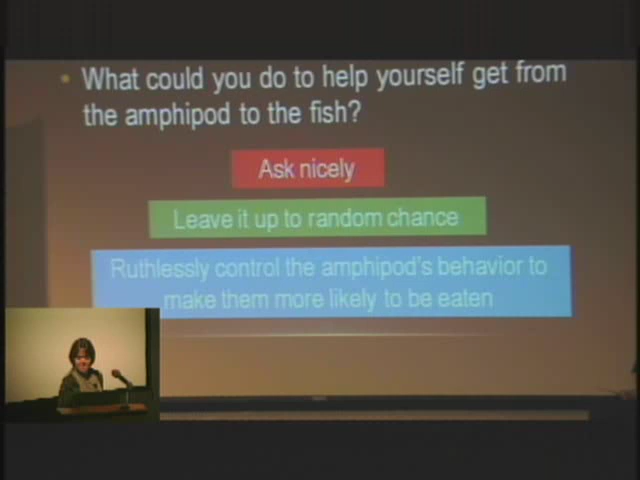 What could you do to help yourself get from
the amphipod to the fish?
Ask nicely
Leave it up to random chance
Ruthlessly control the amphipod's behavior to
make them more likely to be eaten